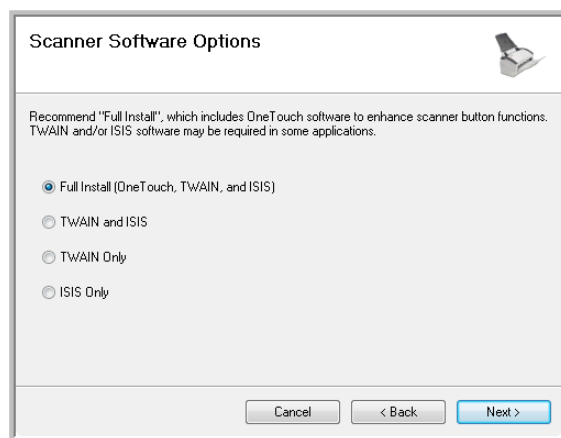 Scanner Software Options
Recommend "Full Install", which includes OneTouch software to enhance scanner button functions.
TWAIN and/or ISIS software may be required in some applications.
Full Install (OneTouch, TWAIN, and ISIS)
TWAIN and ISIS
TWAIN Only
ISIS Only
Cancel
< Back
Next >